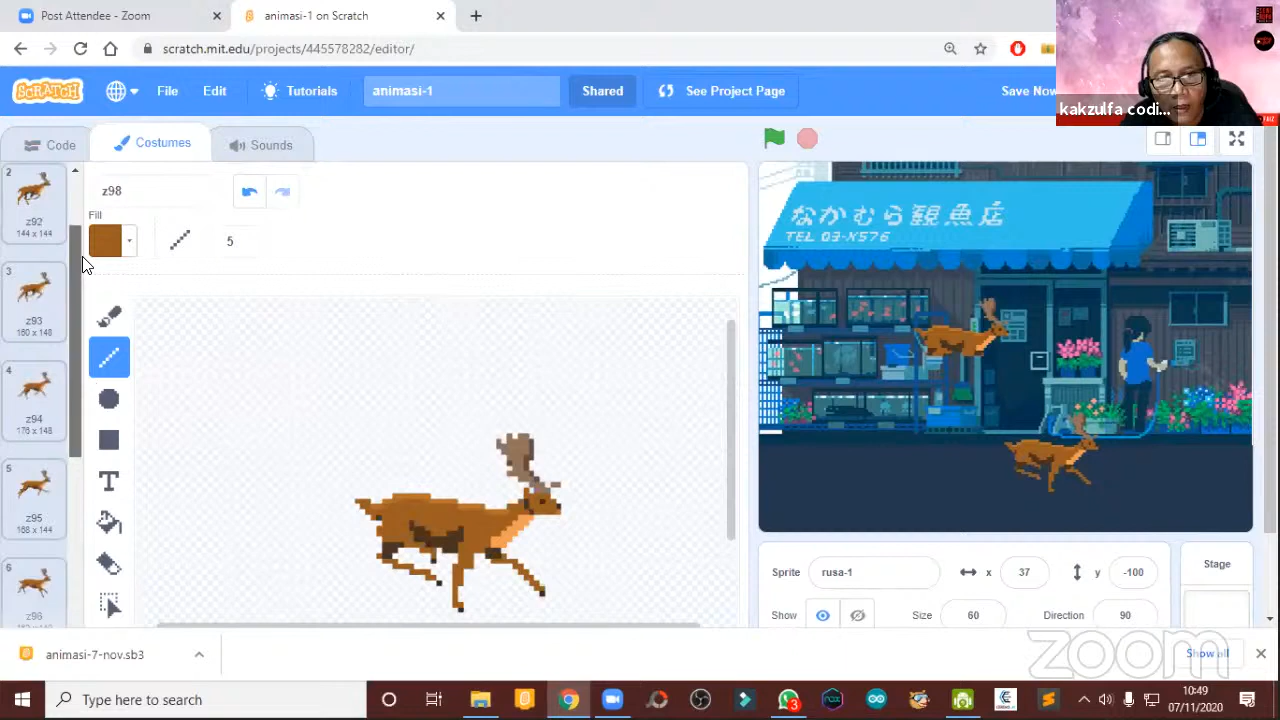 Post Attendee - Zoom
animasi-1 on Scratch
scratch.mit.edu/projects/445578282/editor/
SCRATCH
File
Edit
Tutorials
animasi-1
Shared
See Project Page
Save Now
kakzulfa codi...
Code
Costumes
Sounds
2
z92
144 x 144
3
z93
160 x 148
4
z94
176 x 148
5
z95
168 x 144
6
z96
z98
Fill
5
T
なかむら観魚店
TEL 03-X576
Sprite
rusa-1
x
37
y
-100
Show
Size
60
Direction
90
Stage
animasi-7-nov.sb3
Show all
zoom
Type here to search
3
10:49
07/11/2020